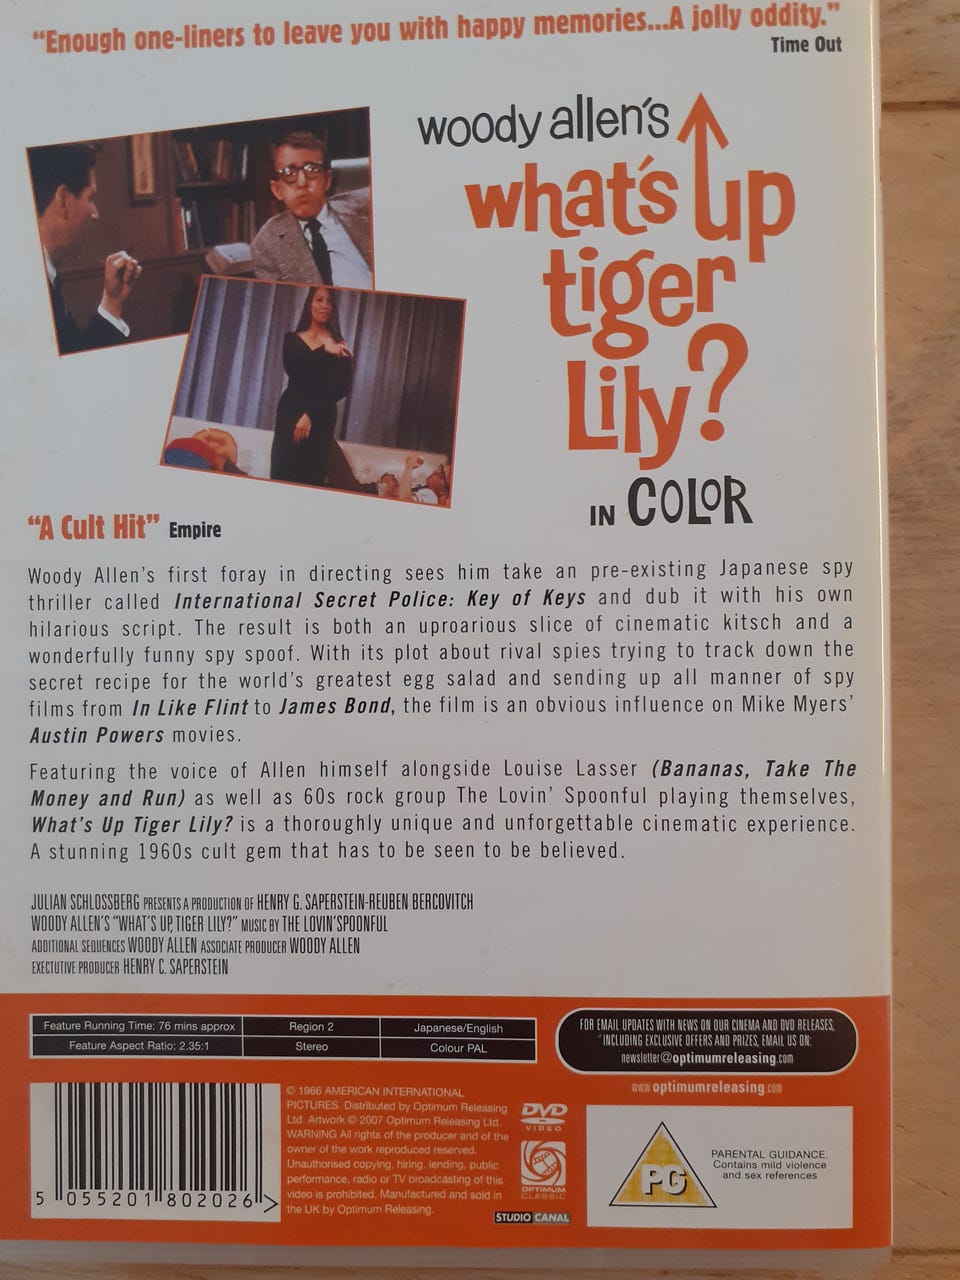 “Enough one-liners to leave you with happy memories...A jolly oddity.”
Time Out
woody allen's
what's up
tiger
Lily?
IN COLOR
“A Cult Hit” Empire
Woody Allen's first foray in directing sees him take an pre-existing Japanese spy
thriller called International Secret Police: Key of Keys and dub it with his own
hilarious script. The result is both an uproarious slice of cinematic kitsch and a
wonderfully funny spy spoof. With its plot about rival spies trying to track down the
secret recipe for the world's greatest egg salad and sending up all manner of spy
films from In Like Flint to James Bond, the film is an obvious influence on Mike Myers'
Austin Powers movies.
Featuring the voice of Allen himself alongside Louise Lasser (Bananas, Take The
Money and Run) as well as 60s rock group The Lovin' Spoonful playing themselves,
What's Up Tiger Lily? is a thoroughly unique and unforgettable cinematic experience.
A stunning 1960s cult gem that has to be seen to be believed.
JULIAN SCHLOSSBERG PRESENTS A PRODUCTION OF HENRY G. SAPERSTEIN-REUBEN BERCOVITCH
WOODY ALLEN'S "WHAT'S UP, TIGER LILY?" MUSIC BY THE LOVIN'SPOONFUL
ADDITIONAL SEQUENCES WOODY ALLEN ASSOCIATE PRODUCER WOODY ALLEN
EXECTUTIVE PRODUCER HENRY C. SAPERSTEIN
Feature Running Time: 76 mins approx Region 2 Japanese/English
Feature Aspect Ratio: 2.35:1 Stereo Colour PAL
FOR EMAIL UPDATES WITH NEWS ON OUR CINEMA AND DVD RELEASES,
INCLUDING EXCLUSIVE OFFERS AND PRIZES, EMAIL US ON:
newsletter@optimumreleasing.com
www.optimumreleasing.com
© 1966 AMERICAN INTERNATIONAL
PICTURES. Distributed by Optimum Releasing
Ltd. Artwork © 2007 Optimum Releasing Ltd.
WARNING All rights of the producer and of the
owner of the work reproduced reserved.
Unauthorised copying, hiring, lending, public
performance, radio or TV broadcasting of this
video is prohibited. Manufactured and sold in
the UK by Optimum Releasing.
5 055201 802026 >
DVD
VIDEO
OPTIMUM
CLASSIC
STUDIO CANAL
PG
PARENTAL GUIDANCE.
Contains mild violence
and sex references